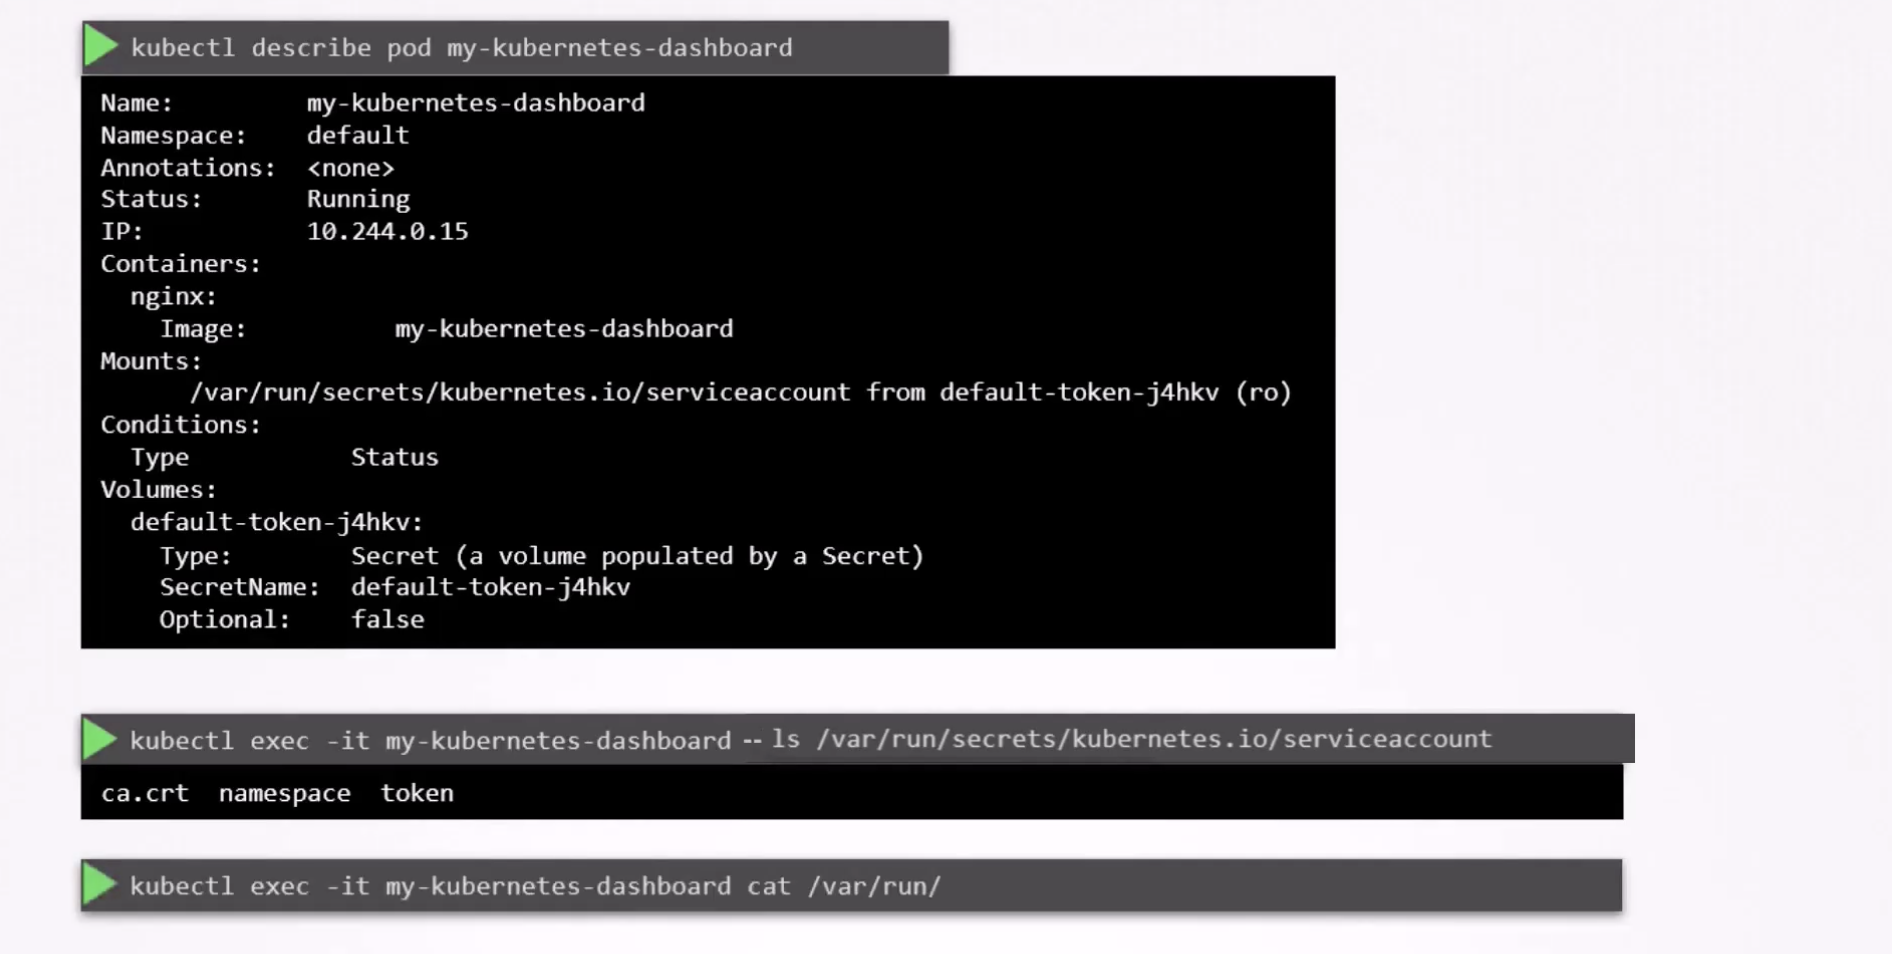 kubectl describe pod my-kubernetes-dashboard
Name:         my-kubernetes-dashboard
Namespace:    default
Annotations:  <none>
Status:       Running
IP:           10.244.0.15
Containers:
  nginx:
    Image:          my-kubernetes-dashboard
Mounts:
      /var/run/secrets/kubernetes.io/serviceaccount from default-token-j4hkv (ro)
Conditions:
  Type           Status
Volumes:
  default-token-j4hkv:
    Type:        Secret (a volume populated by a Secret)
    SecretName:  default-token-j4hkv
    Optional:    false
kubectl exec -it my-kubernetes-dashboard -- ls /var/run/secrets/kubernetes.io/serviceaccount
ca.crt  namespace  token
kubectl exec -it my-kubernetes-dashboard cat /var/run/